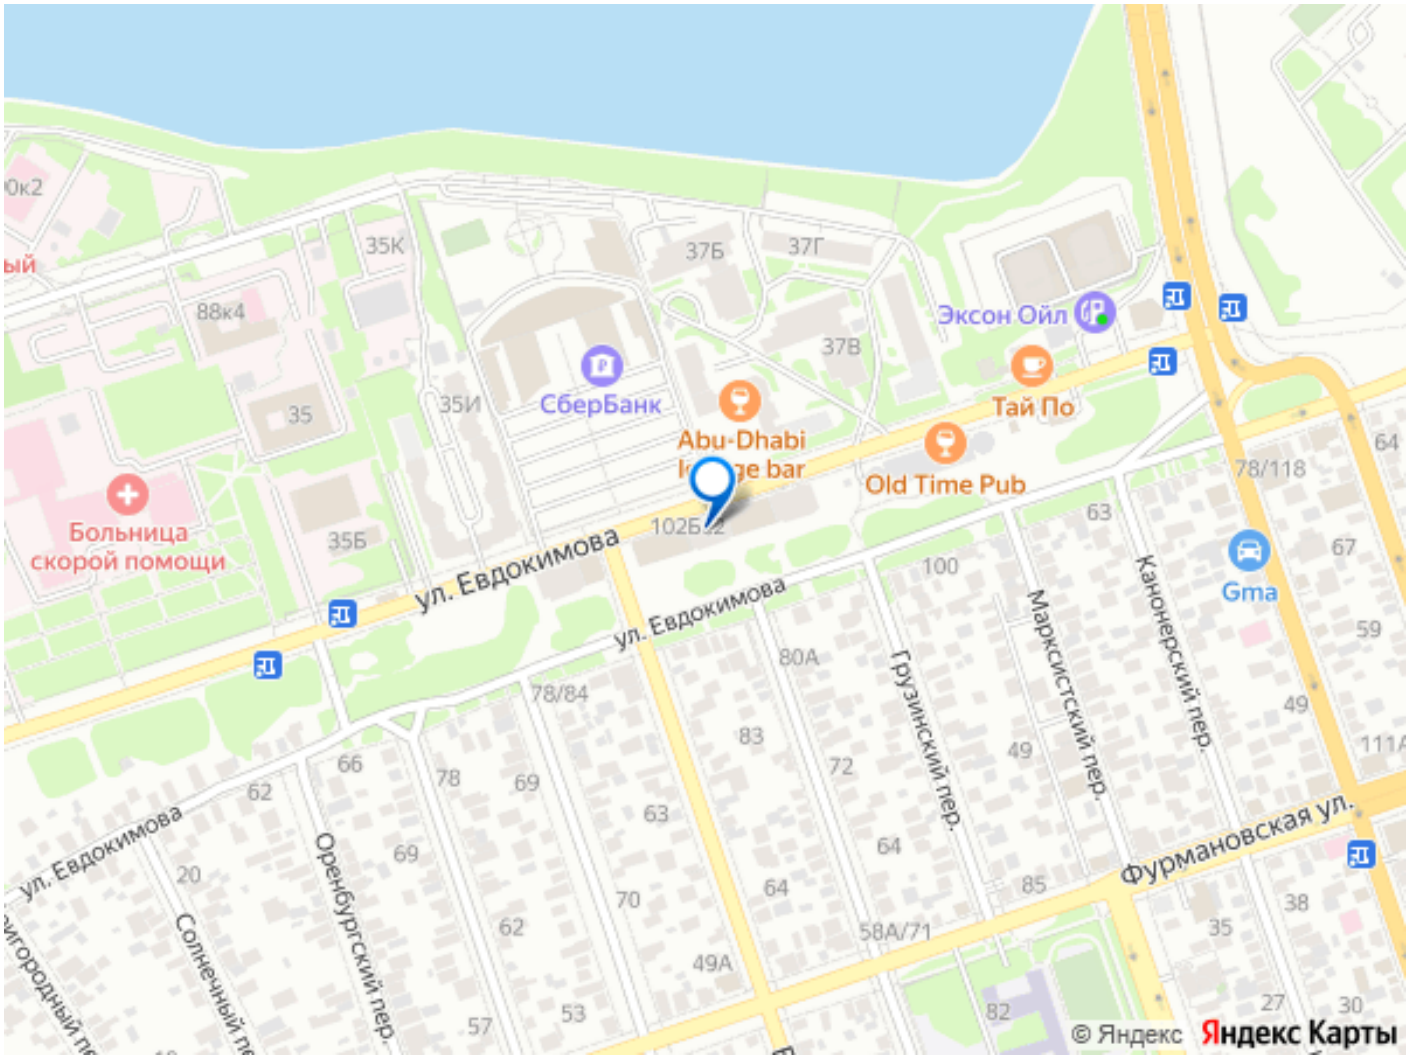 ый
35К
37Б
37Г
88к4
Эксон Ойл
37В
СберБанк
35
35И
Тай По
Abu-Dhabi
bar
Old Time Pub
64
78/118
Больница
скорой помощи
35Б
63
67
100
Gma
ул. Евдокимова
ул. Евдокимова
59
80А
78/84
Грузинский пер.
Марксистский пер.
Канонерский пер.
49
83
49
111А
66
78
72
69
62
63
ул. Евдокимова
69
64
Фурмановская ул.
20
Оренбургский пер.
64
85
70
38
62
58А/71
35
Солнечный
49А
82
53
57
27
30
© Яндекс
Яндекс Карты